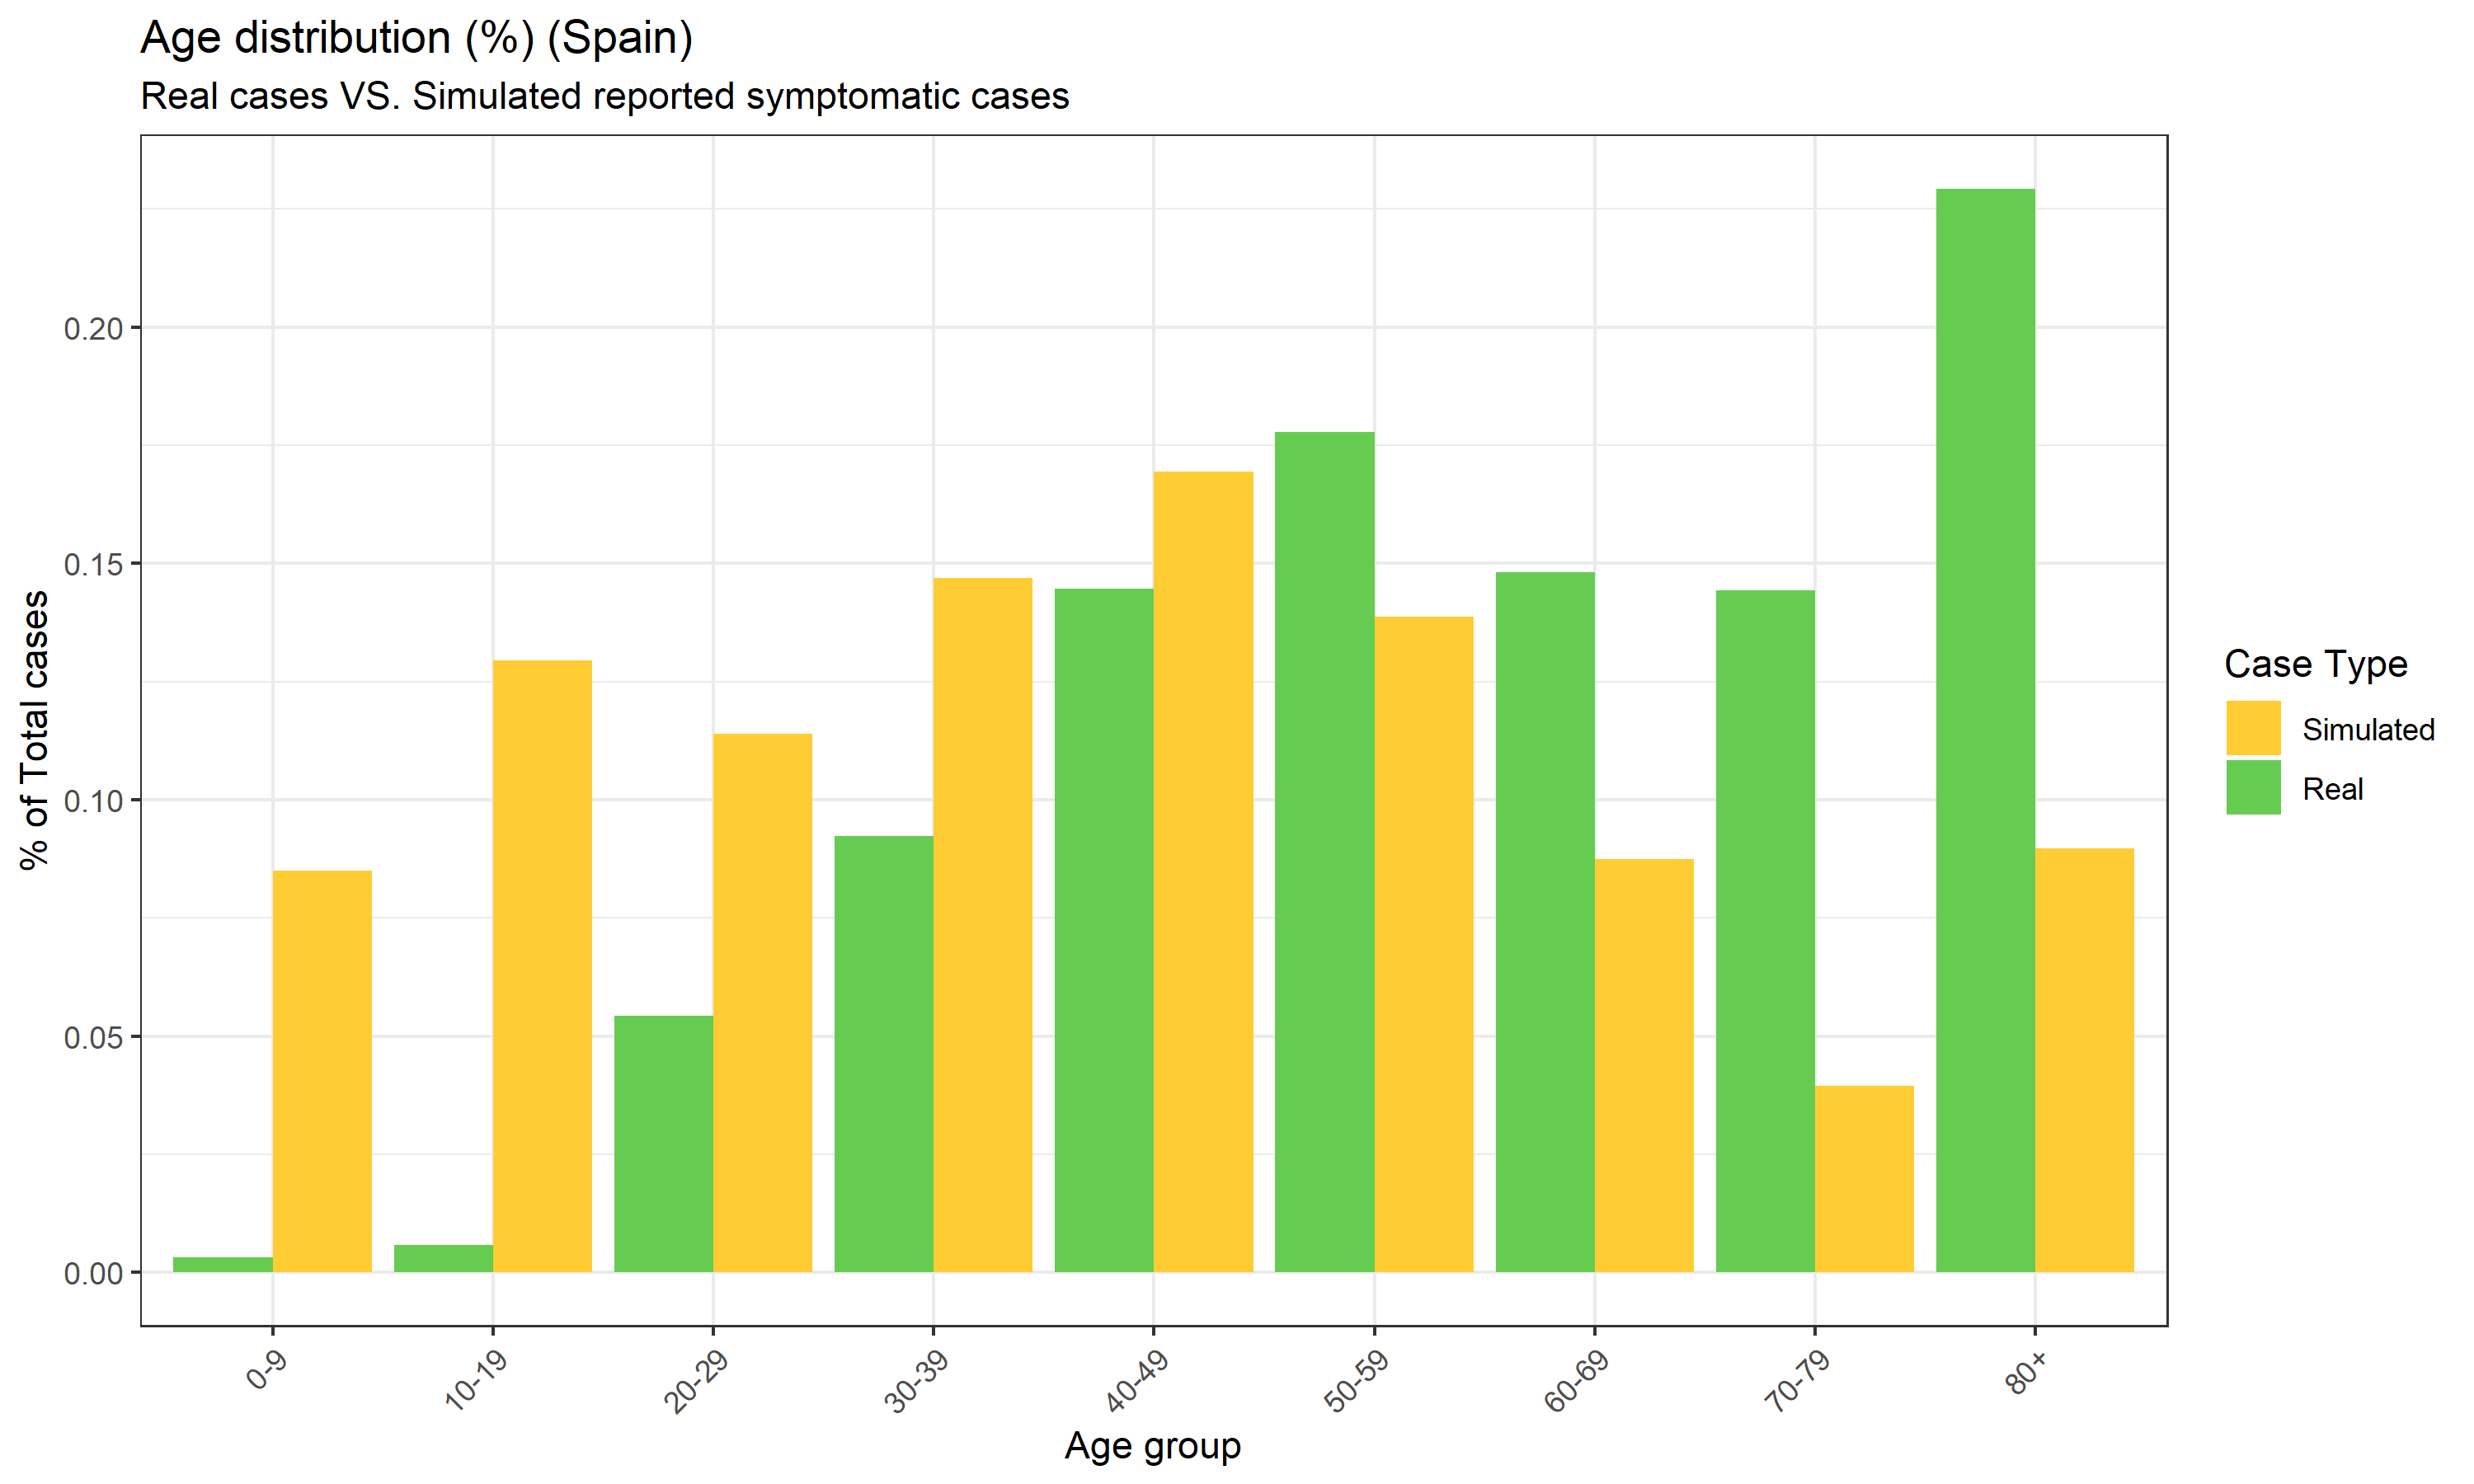 Age distribution (%) (Spain)
Real cases VS. Simulated reported symptomatic cases
% of Total cases
0.20
0.15
0.10
0.05
0.00
0-9
10-19
20-29
30-39
40-49
50-59
60-69
70-79
80+
Age group
Case Type
Simulated
Real